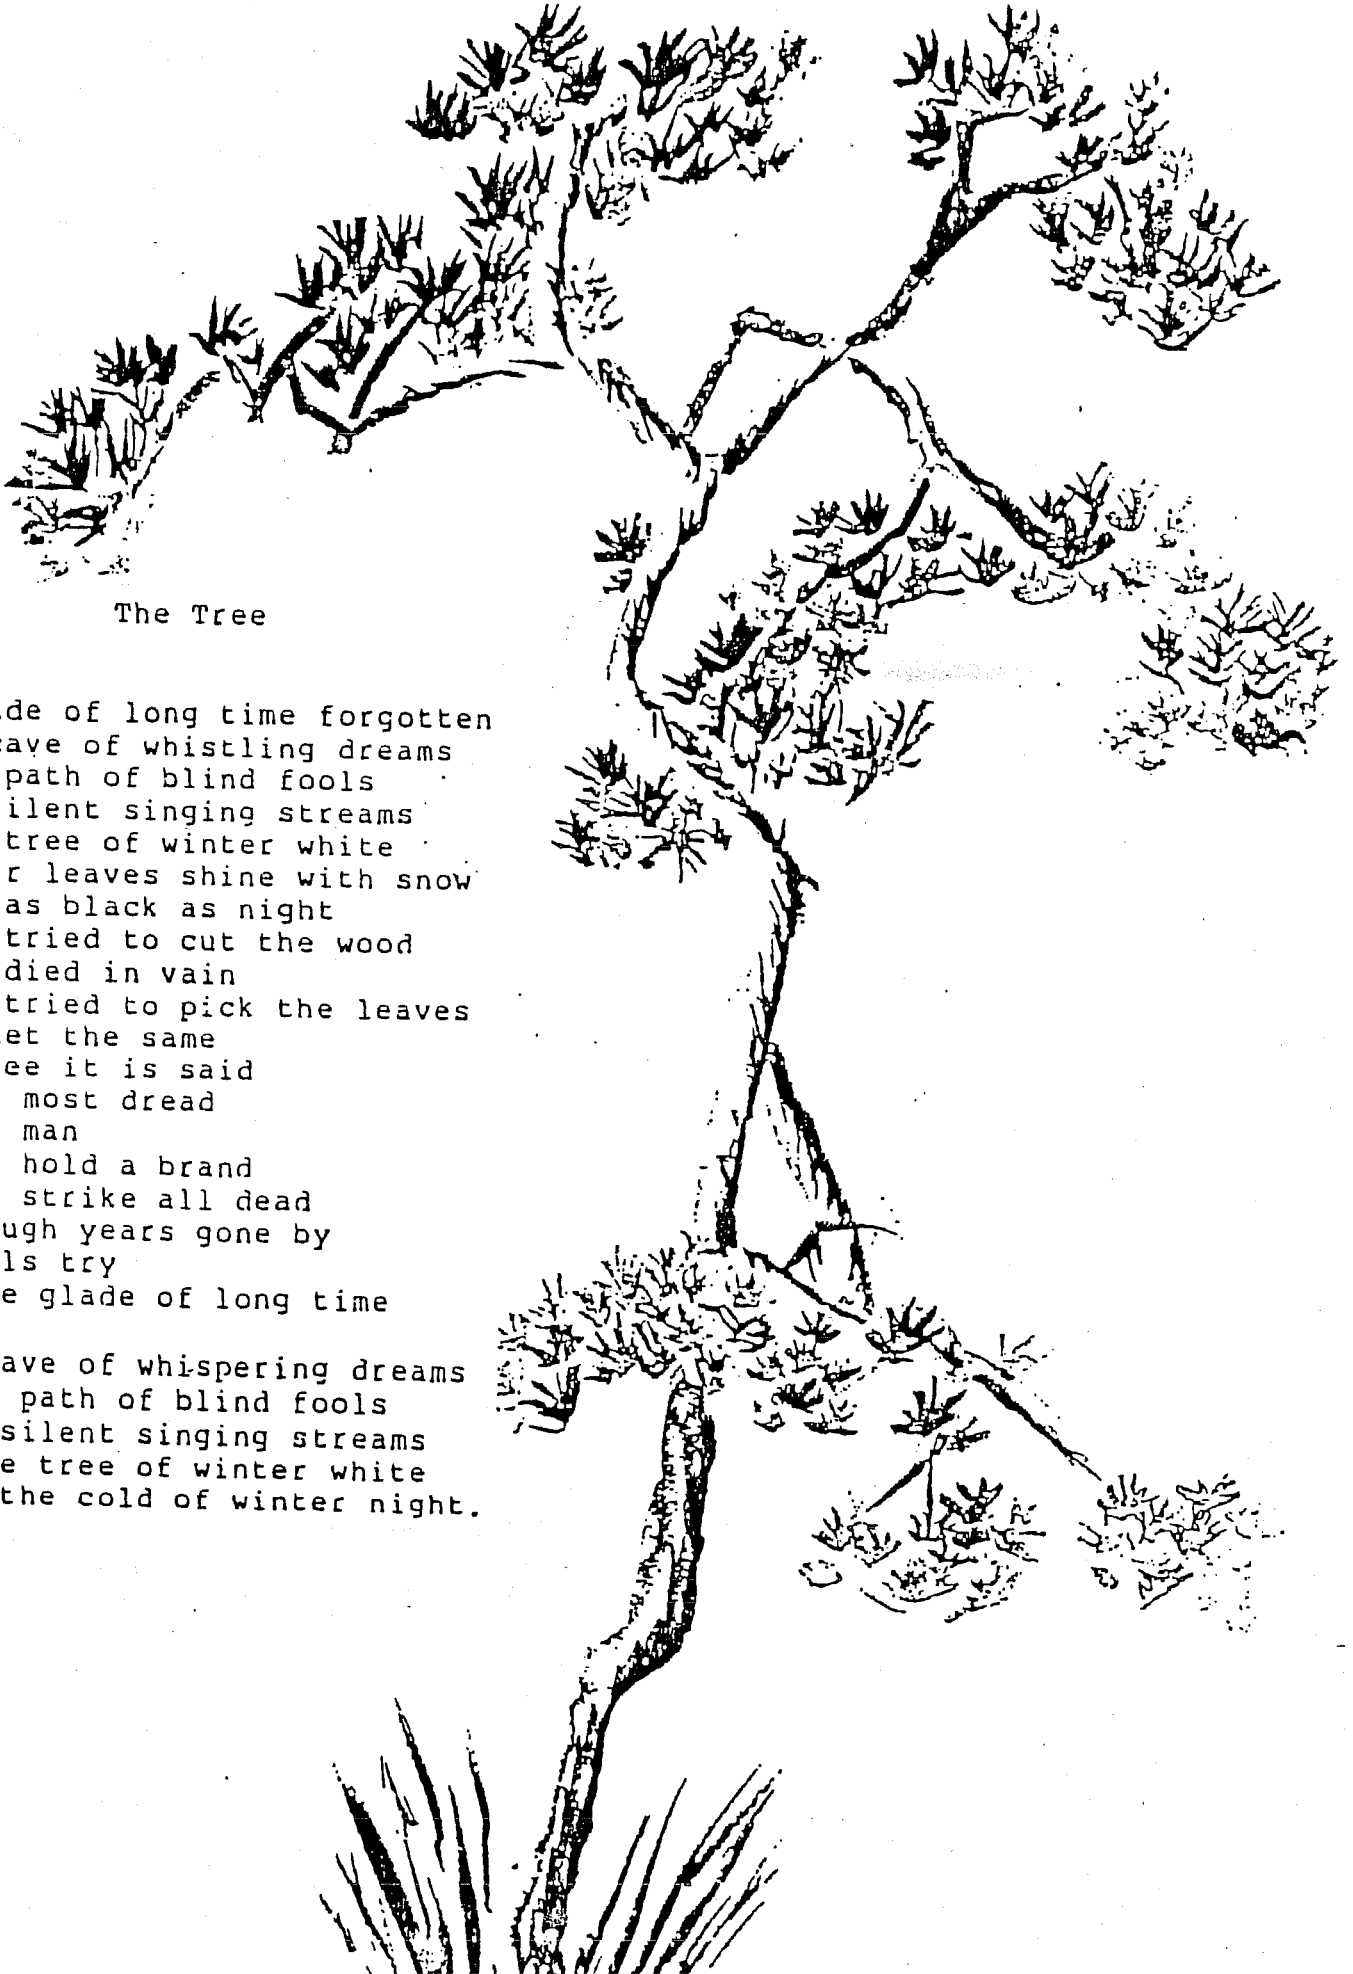 The Tree
de of long time forgotten
ave of whistling dreams
path of blind fools
ilent singing streams
tree of winter white
r leaves shine with snow
as black as night
tried to cut the wood
died in vain
tried to pick the leaves
et the same
ee it is said
most dread
man
hold a brand
strike all dead
ugh years gone by
ls try
e glade of long time
ave of whispering dreams
path of blind fools
silent singing streams
e tree of winter white
the cold of winter night.